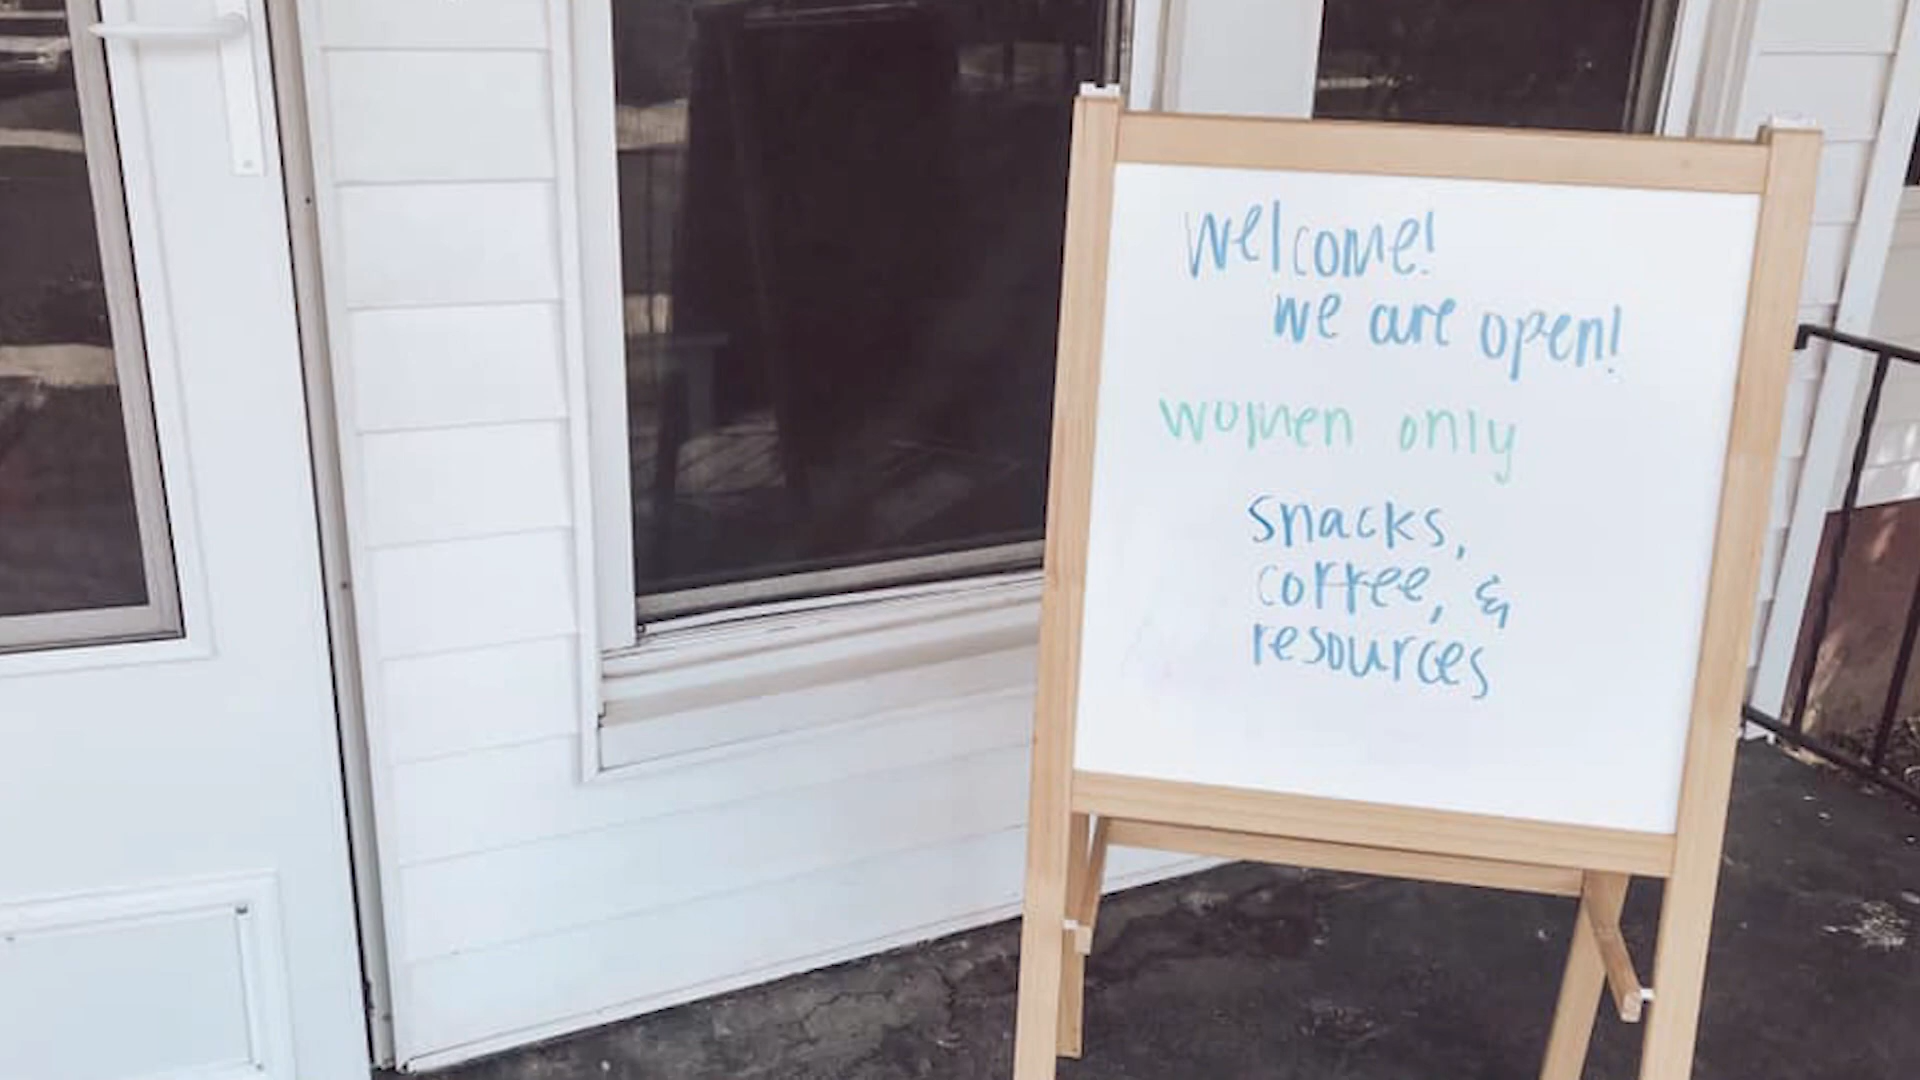 Welcome!
we are open!
women only
snacks,
coffee, &
resources